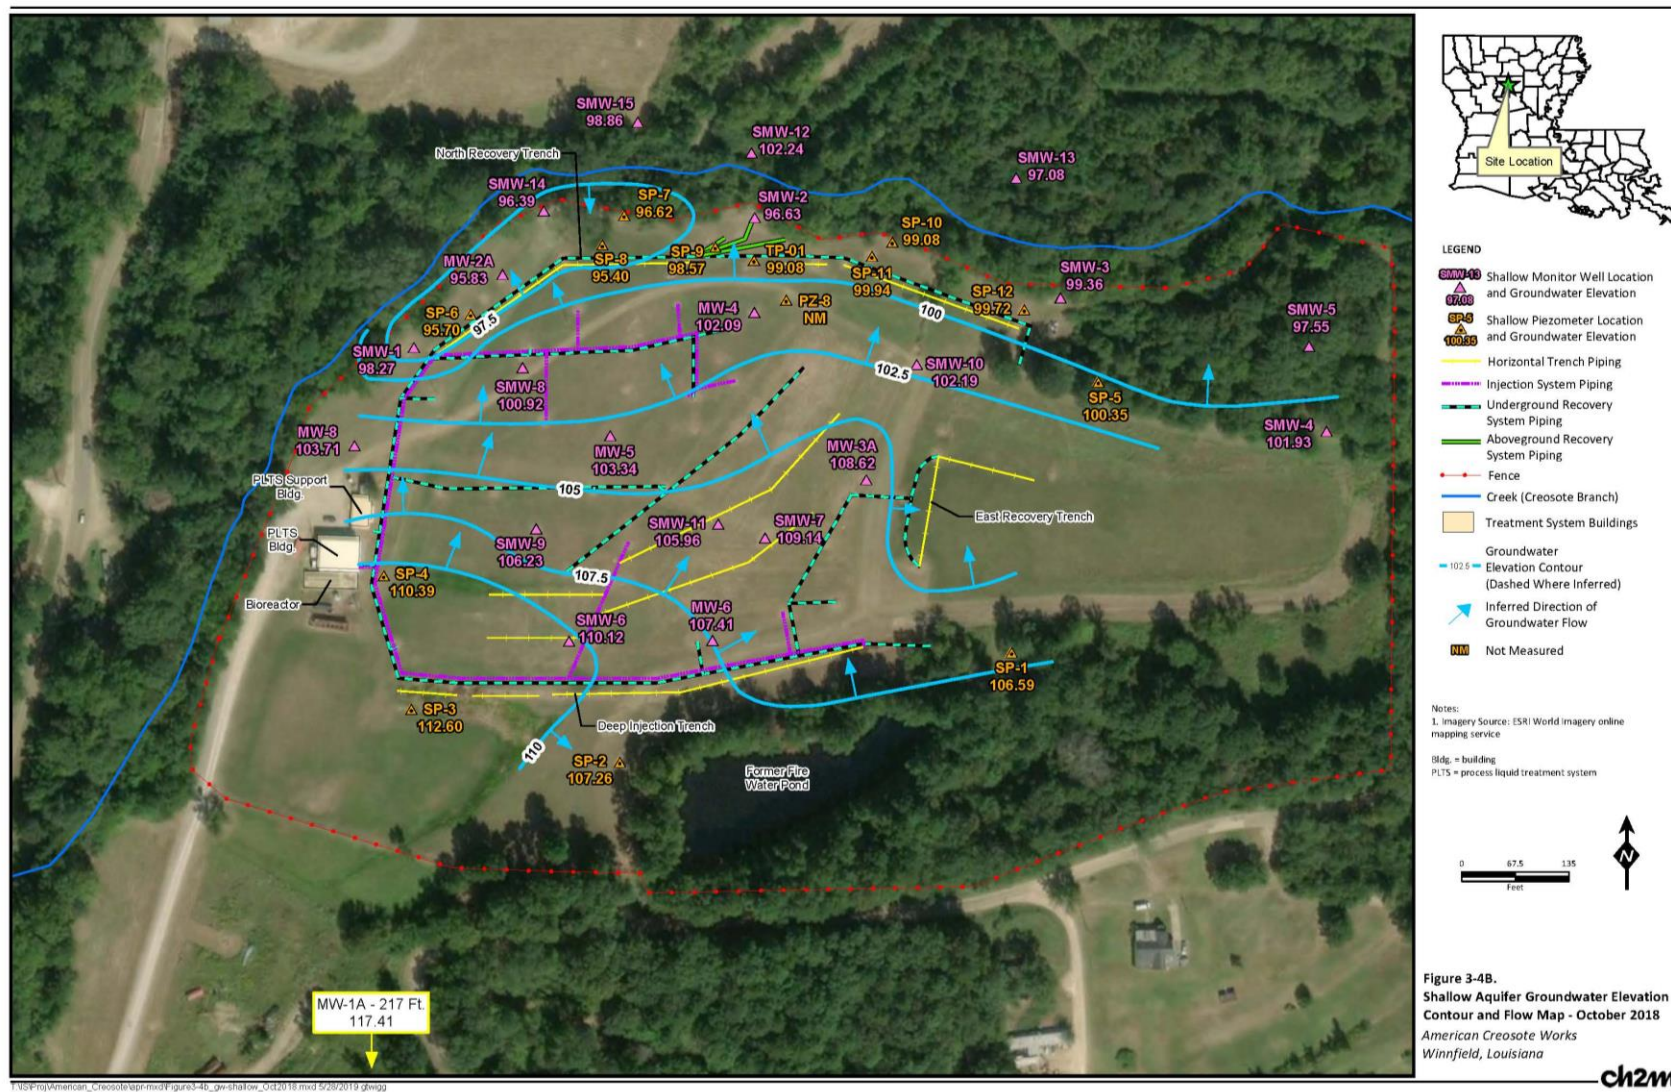 SMW-15
98.86
SMW-12
102.24
North Recovery Trench
SMW-13
97.08
SMW-14
96.39
SP-7
96.62
SMW-2
96.63
SP-10
99.08
MW-2A
95.83
SP-8
95.40
SP-9
98.57
TP-01
99.08
SP-11
99.94
SMW-3
99.36
SP-12
99.72
SP-6
95.70
97.5
MW-4
102.09
PZ-8
NM
100
SMW-5
97.55
SMW-1
98.27
SMW-8
100.92
102.5
SMW-10
102.19
SP-5
100.35
MW-8
103.71
MW-5
103.34
MW-3A
108.62
SMW-4
101.93
PLTS Support
Bldg.
105
PLTS
Bldg.
SMW-9
106.23
SMW-11
105.96
SMW-7
109.14
East Recovery Trench
SP-4
110.39
107.5
Bioreactor
SMW-6
110.12
MW-6
107.41
SP-1
106.59
SP-3
112.60
Deep Injection Trench
110
SP-2
107.26
Former Fire
Water Pond
MW-1A - 217 Ft.
117.41
Site Location
LEGEND
SMW-13
97.08
Shallow Monitor Well Location
and Groundwater Elevation
SP-5
100.35
Shallow Piezometer Location
and Groundwater Elevation
Horizontal Trench Piping
Injection System Piping
Underground Recovery
System Piping
Aboveground Recovery
System Piping
Fence
Creek (Creosote Branch)
Treatment System Buildings
102.5
Groundwater
Elevation Contour
(Dashed Where Inferred)
Inferred Direction of
Groundwater Flow
NM Not Measured
Notes:
1. Imagery Source: ESRI World Imagery online
mapping service
Bldg. = building
PLTS = process liquid treatment system
0 67.5 135
Feet
N
Figure 3-4B.
Shallow Aquifer Groundwater Elevation
Contour and Flow Map - October 2018
American Creosote Works
Winnfield, Louisiana
ch2m